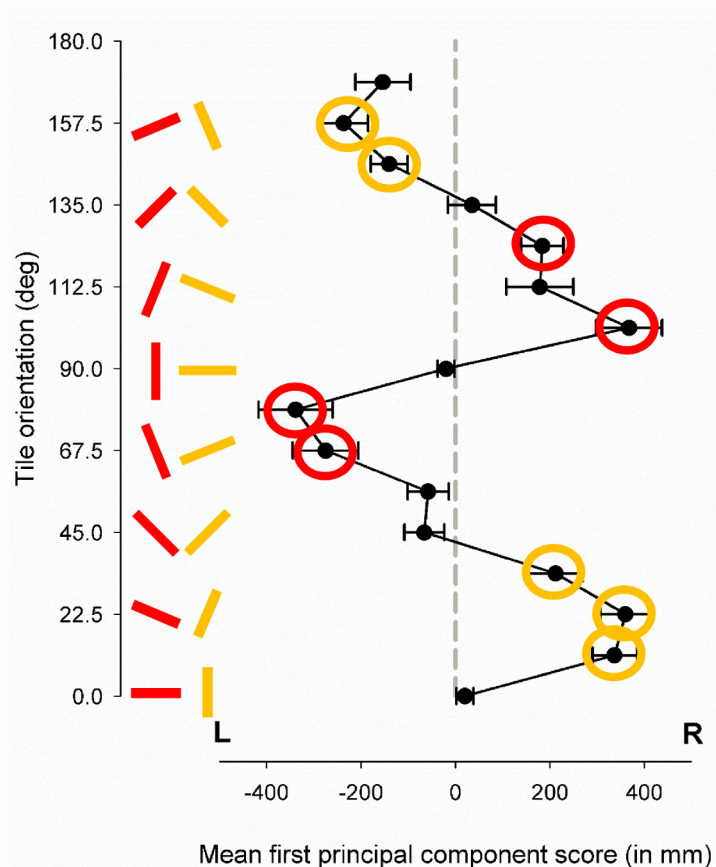 180.0
157.5
135.0
112.5
90.0
67.5
45.0
22.5
0.0
Tile orientation (deg)
L
R
-400 -200 0 200 400
Mean first principal component score (in mm)